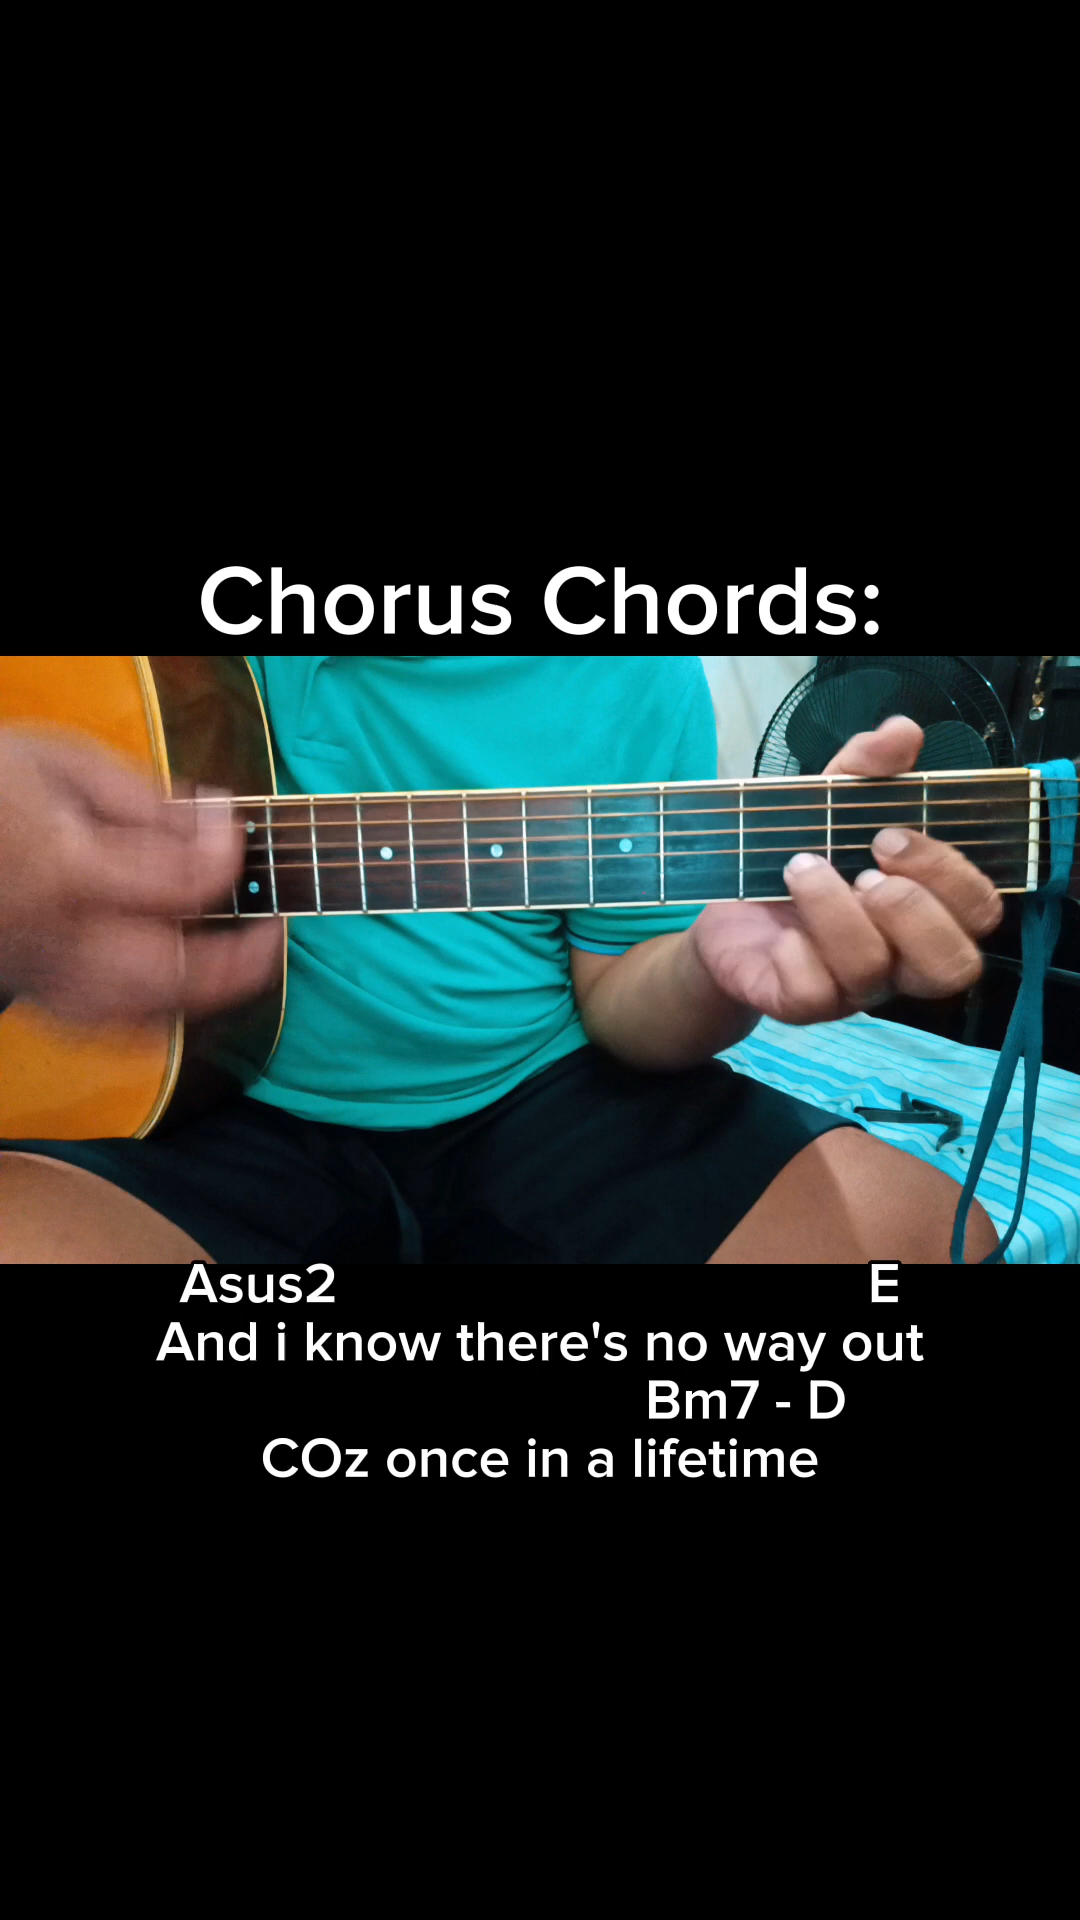 Chorus Chords:
Asus2 E
And i know there's no way out
Bm7 - D
COz once in a lifetime